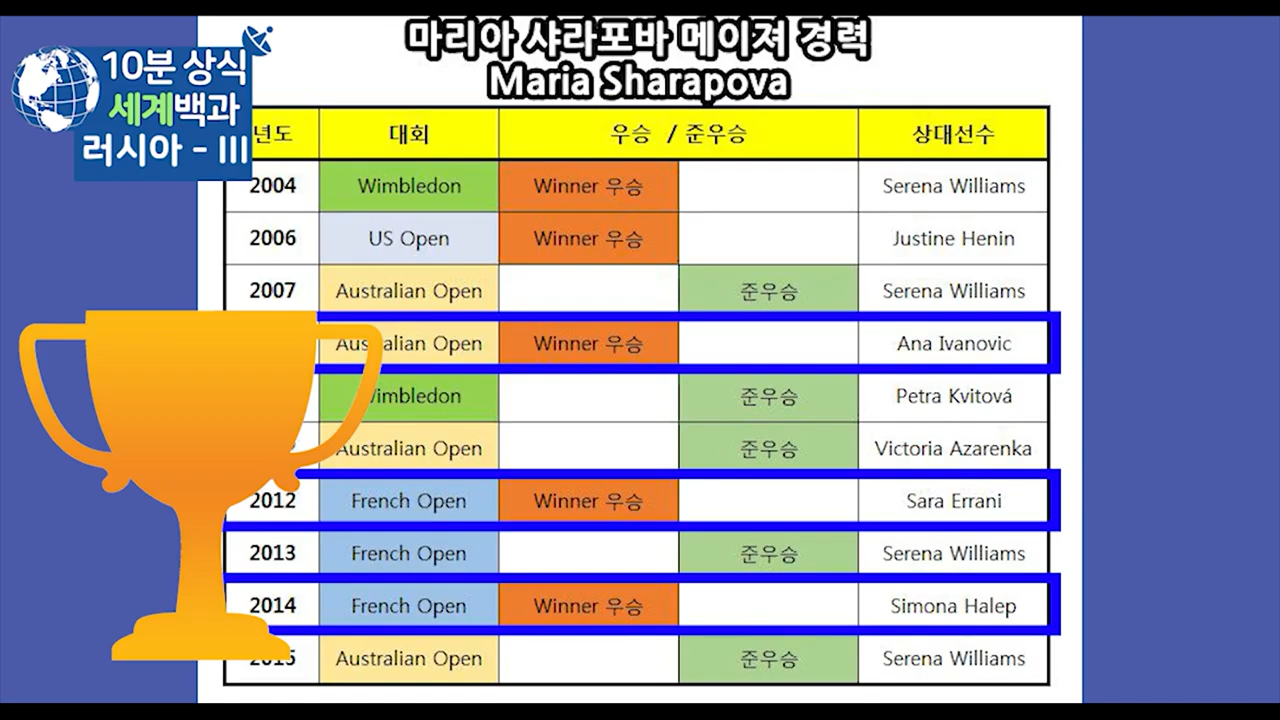 마리아 샤라포바 메이져 경력
Maria Sharapova
10분 상식
세계백과
러시아 - III
년도 대회 우승 / 준우승 상대선수
2004 Wimbledon Winner 우승 Serena Williams
2006 US Open Winner 우승 Justine Henin
2007 Australian Open 준우승 Serena Williams
Australian Open Winner 우승 Ana Ivanovic
Wimbledon 준우승 Petra Kvitová
Australian Open 준우승 Victoria Azarenka
2012 French Open Winner 우승 Sara Errani
2013 French Open 준우승 Serena Williams
2014 French Open Winner 우승 Simona Halep
2015 Australian Open 준우승 Serena Williams